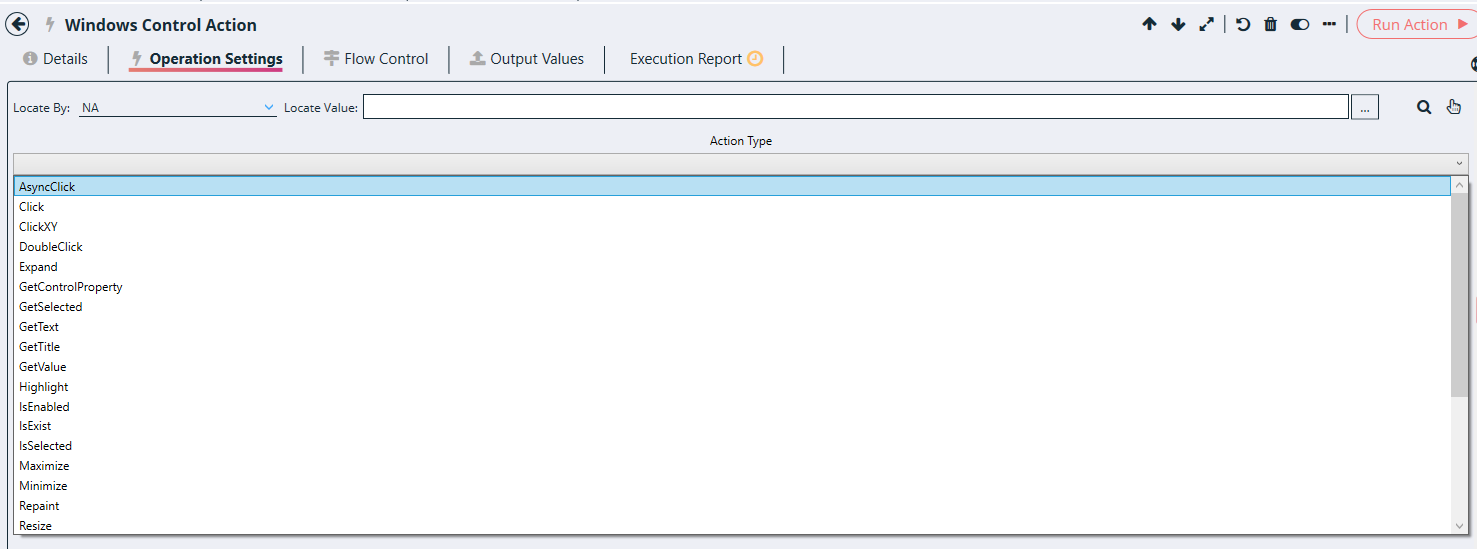 Windows Control Action
Run Action
Details
Operation Settings
Flow Control
Output Values
Execution Report
Locate By: NA Locate Value: ...
Action Type
AsyncClick
Click
ClickXY
DoubleClick
Expand
GetControlProperty
GetSelected
GetText
GetTitle
GetValue
Highlight
IsEnabled
IsExist
IsSelected
Maximize
Minimize
Repaint
Resize